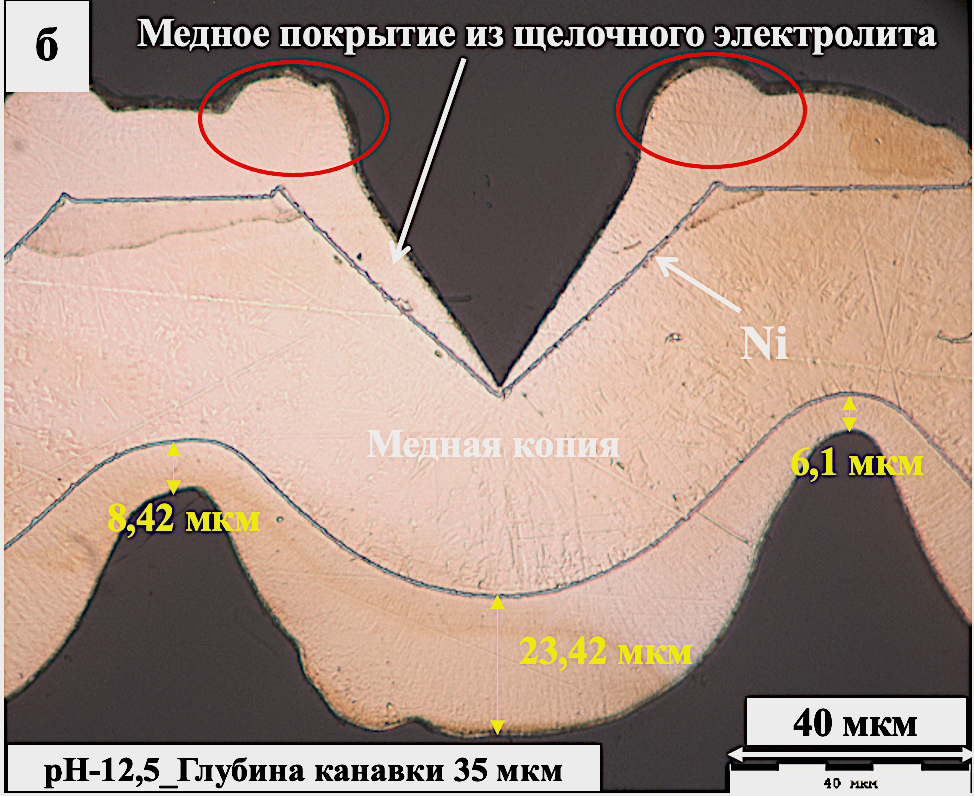 б
Медное покрытие из щелочного электролита
Ni
Медная копия
6,1 мкм
8,42 мкм
23,42 мкм
40 мкм
40 мкм
pH-12,5_Глубина канавки 35 мкм